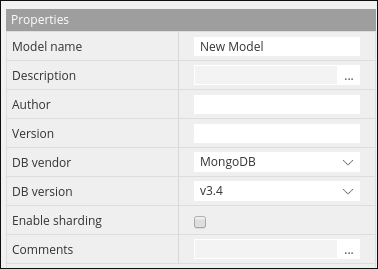 Properties
Model name New Model
Description ...
Author
Version
DB vendor MongoDB
DB version v3.4
Enable sharding
Comments ...